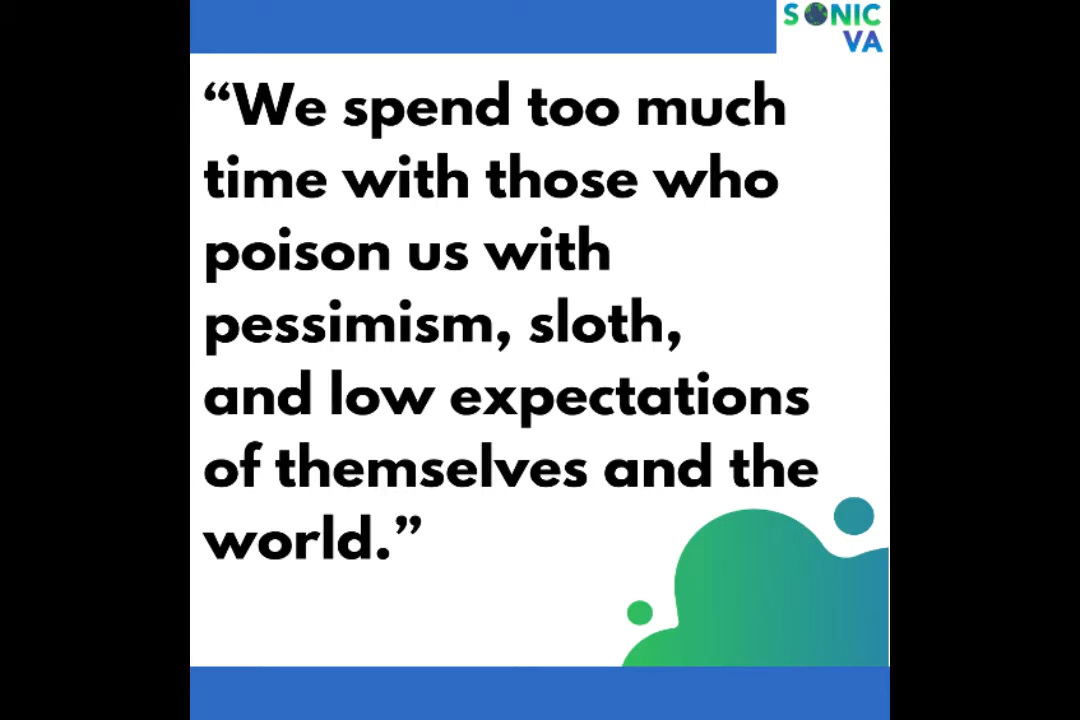 SONIC
VA
“We spend too much
time with those who
poison us with
pessimism, sloth,
and low expectations
of themselves and the
world.”